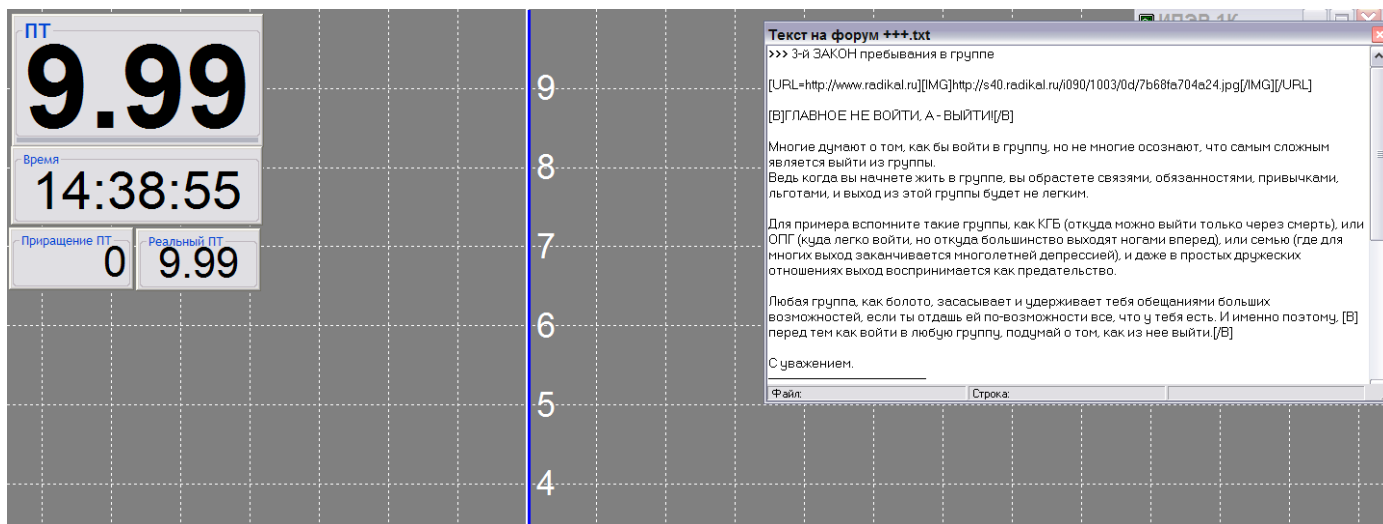 ПТ
9.99
Время
14:38:55
Приращение ПТ
0
Реальный ПТ
9.99
9
8
7
6
5
4
ИПЭР 1К
Текст на форум +++.txt
>>> 3-й ЗАКОН пребывания в группе
[URL=http://www.radikal.ru][IMG]http://s40.radikal.ru/i090/1003/0d/7b68fa704a24.jpg[/IMG][/URL]
[B]ГЛАВНОЕ НЕ ВОЙТИ, А - ВЫЙТИ![/B]
Многие думают о том, как бы войти в группу, но не многие осознают, что самым сложным
является выйти из группы.
Ведь когда вы начнете жить в группе, вы обрастете связями, обязанностями, привычками,
льготами, и выход из этой группы будет не легким.
Для примера вспомните такие группы, как КГБ (откуда можно выйти только через смерть), или
ОПГ (куда легко войти, но откуда большинство выходят ногами вперед), или семью (где для
многих выход заканчивается многолетней депрессией), и даже в простых дружеских
отношениях выход воспринимается как предательство.
Любая группа, как болото, засасывает и удерживает тебя обещаниями больших
возможностей, если ты отдашь ей по-возможности все, что у тебя есть. И именно поэтому, [B]
перед тем как войти в любую группу, подумай о том, как из нее выйти.[/B]
С уважением.
Файл:
Строка: